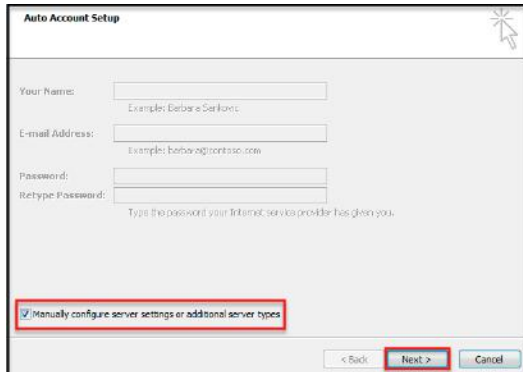 Auto Account Setup
Your Name:
Example: Barbara Sankovic
E-mail Address:
Example: barbara@contoso.com
Password:
Retype Password:
Type the password your Internet service provider has given you.
Manually configure server settings or additional server types
< Back
Next >
Cancel